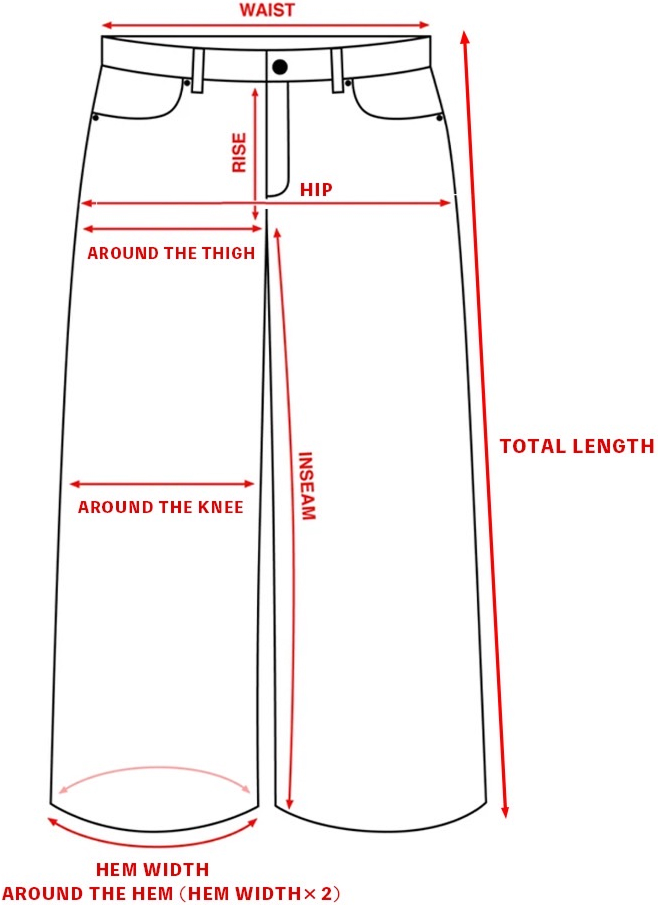 WAIST
RISE
HIP
AROUND THE THIGH
TOTAL LENGTH
INSEAM
AROUND THE KNEE
HEM WIDTH
AROUND THE HEM (HEM WIDTH×2)